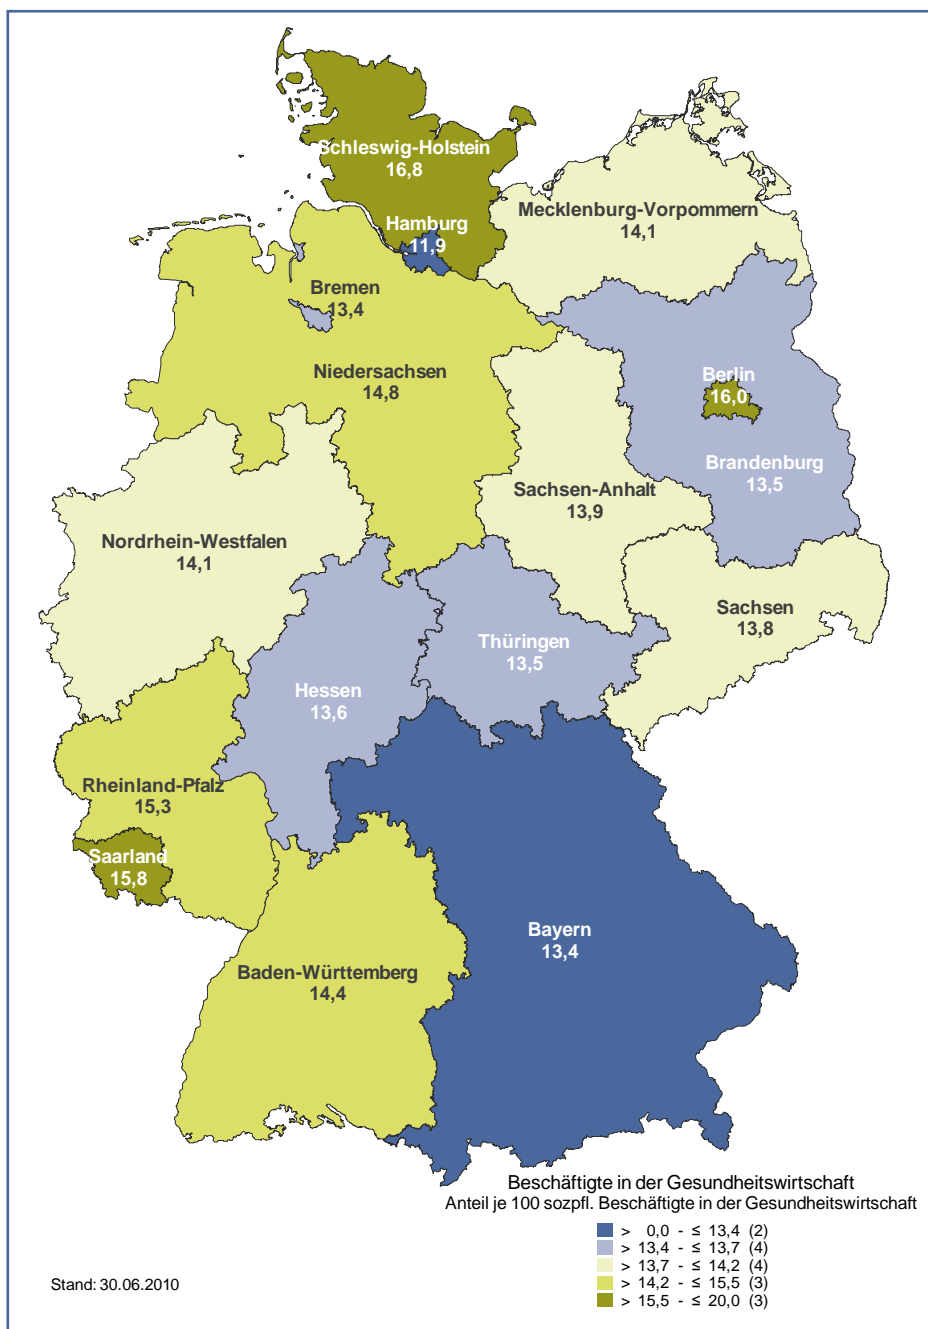 Schleswig-Holstein
16,8
Hamburg
11,9
Mecklenburg-Vorpommern
14,1
Bremen
13,4
Niedersachsen
14,8
Berlin
16,0
Brandenburg
13,5
Sachsen-Anhalt
13,9
Nordrhein-Westfalen
14,1
Sachsen
13,8
Thüringen
13,5
Hessen
13,6
Rheinland-Pfalz
15,3
Saarland
15,8
Bayern
13,4
Baden-Württemberg
14,4
Beschäftigte in der Gesundheitswirtschaft
Anteil je 100 sozpfl. Beschäftigte in der Gesundheitswirtschaft
> 0,0 - ≤ 13,4 (2)
> 13,4 - ≤ 13,7 (4)
> 13,7 - ≤ 14,2 (4)
> 14,2 - ≤ 15,5 (3)
> 15,5 - ≤ 20,0 (3)
Stand: 30.06.2010